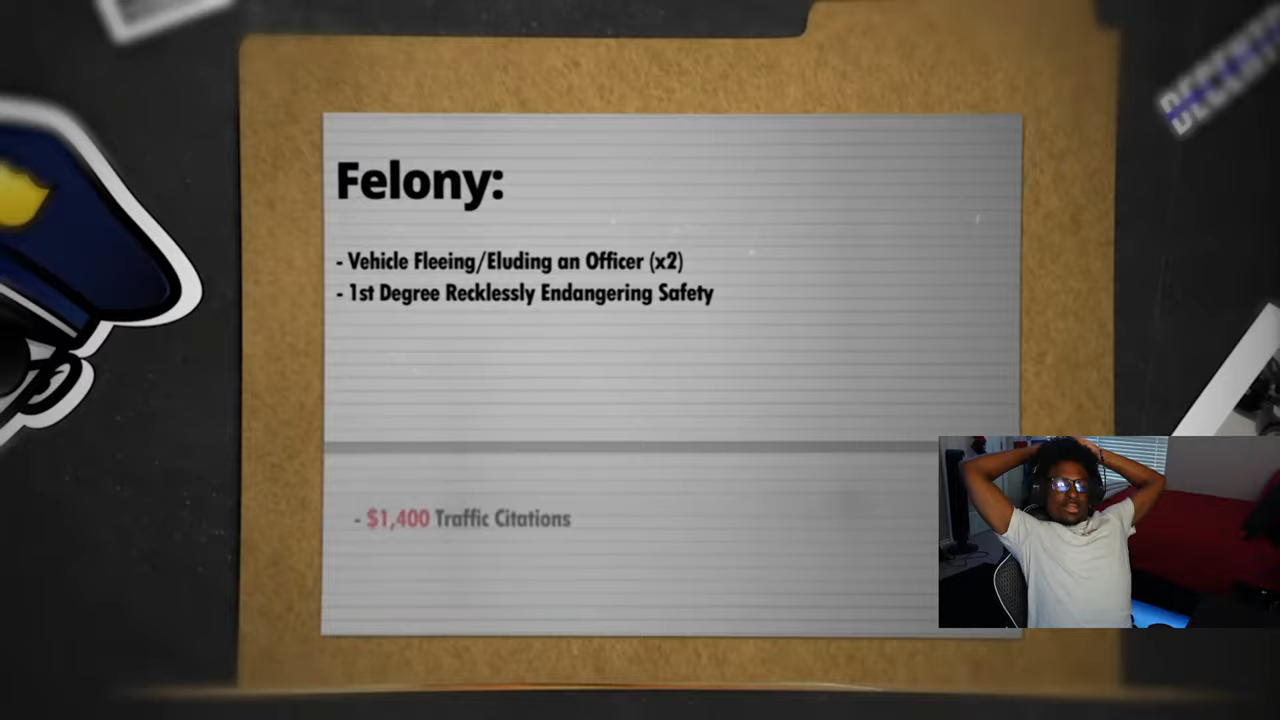 Felony:
- Vehicle Fleeing/Eluding an Officer (x2)
- 1st Degree Recklessly Endangering Safety
- $1,400 Traffic Citations